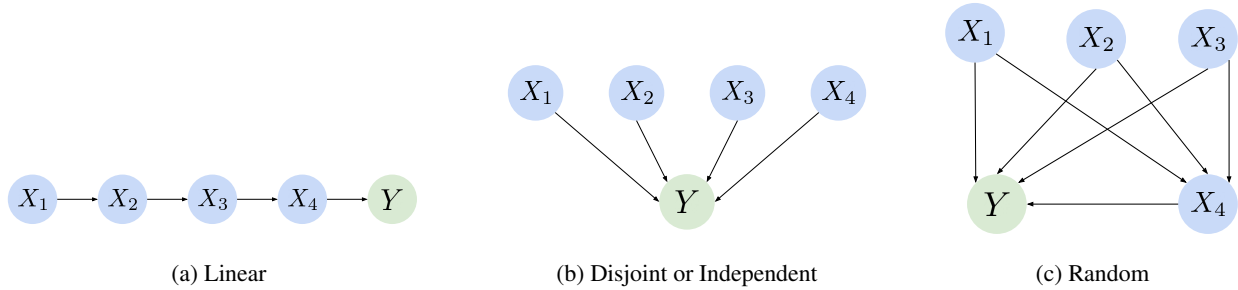 X1 X2 X3 X4 Y
(a) Linear
X1 X2 X3 X4
Y
(b) Disjoint or Independent
X1 X2 X3
Y X4
(c) Random